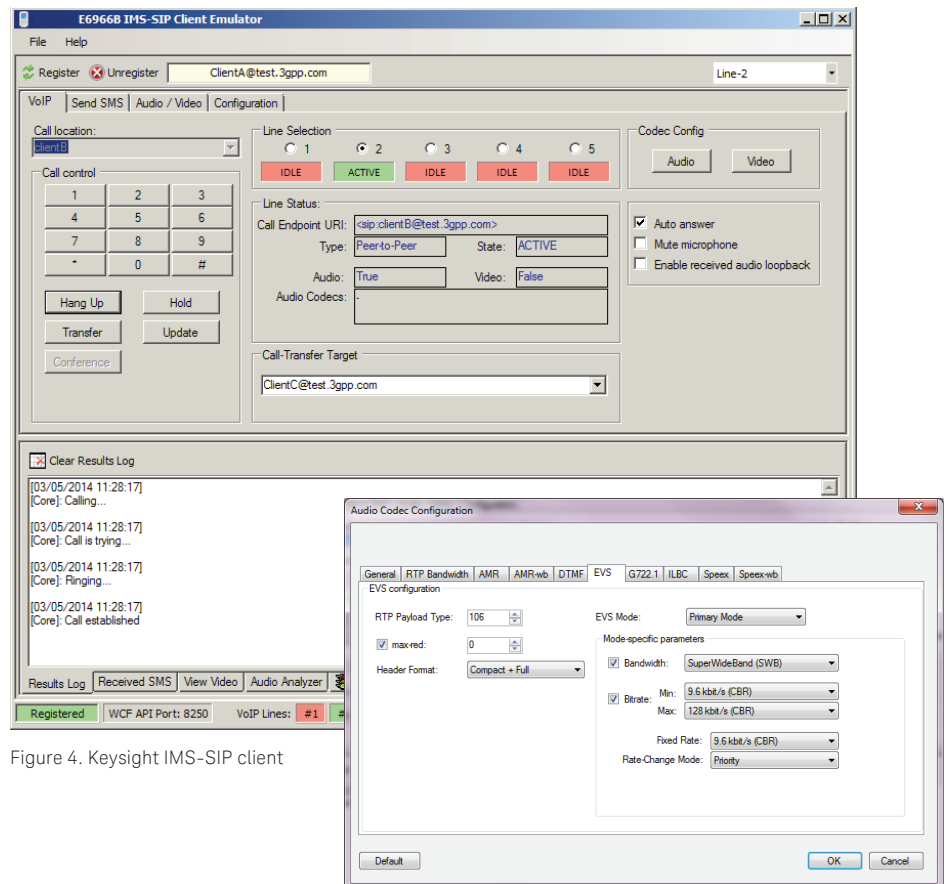 E6966B IMS-SIP Client Emulator
File Help
Register Unregister ClientA@test.3gpp.com Line-2
VoIP Send SMS Audio / Video Configuration
Call location:
clientB
Call control
1 2 3
4 5 6
7 8 9
* 0 #
Hang Up Hold
Transfer Update
Conference
Line Selection
1 2 3 4 5
IDLE ACTIVE IDLE IDLE IDLE
Line Status:
Call Endpoint URI: <sip:clientB@test.3gpp.com>
Type: Peer-to-Peer State: ACTIVE
Audio: True Video: False
Audio Codecs: -
Call-Transfer Target
ClientC@test.3gpp.com
Codec Config
Audio Video
Auto answer
Mute microphone
Enable received audio loopback
Clear Results Log
[03/05/2014 11:28:17]
[Core]: Calling...
[03/05/2014 11:28:17]
[Core]: Call is trying...
[03/05/2014 11:28:17]
[Core]: Ringing...
[03/05/2014 11:28:17]
[Core]: Call established
Results Log Received SMS View Video Audio Analyzer
Registered WCF API Port: 8250 VoIP Lines: #1 #
Figure 4. Keysight IMS-SIP client
Audio Codec Configuration
General RTP Bandwidth AMR AMR-wb DTMF EVS G722.1 ILBC Speex Speex-wb
EVS configuration
RTP Payload Type: 106
max-red: 0
Header Format: Compact + Full
EVS Mode: Primary Mode
Mode-specific parameters
Bandwidth: SuperWideBand (SWB)
Bitrate: Min: 9.6 kbit/s (CBR)
Max: 128 kbit/s (CBR)
Fixed Rate: 9.6 kbit/s (CBR)
Rate-Change Mode: Priority
Default OK Cancel